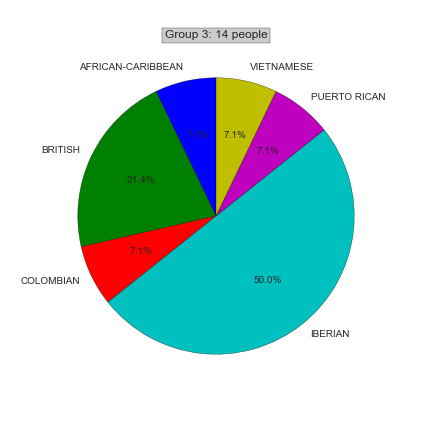 Group 3: 14 people
AFRICAN-CARIBBEAN
VIETNAMESE
PUERTO RICAN
7.1%
7.1%
BRITISH
21.4%
7.1%
COLOMBIAN
50.0%
IBERIAN